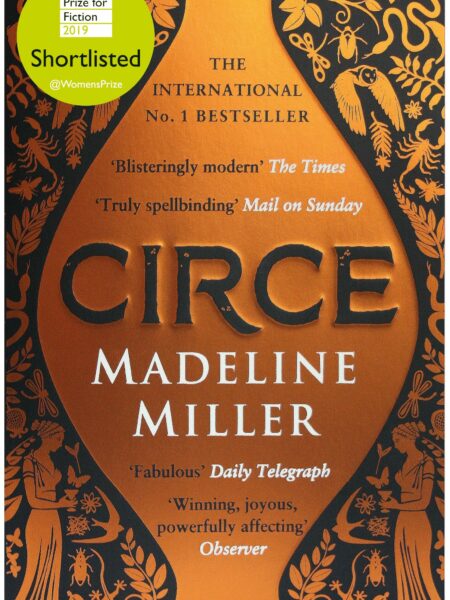 Prize for
Fiction
2019
Shortlisted
@WomensPrize
THE
INTERNATIONAL
No. 1 BESTSELLER
‘Blisteringly modern’ The Times
‘Truly spellbinding’ Mail on Sunday
CIRCE
MADELINE
MILLER
‘Fabulous’ Daily Telegraph
‘Winning, joyous,
powerfully affecting’
Observer